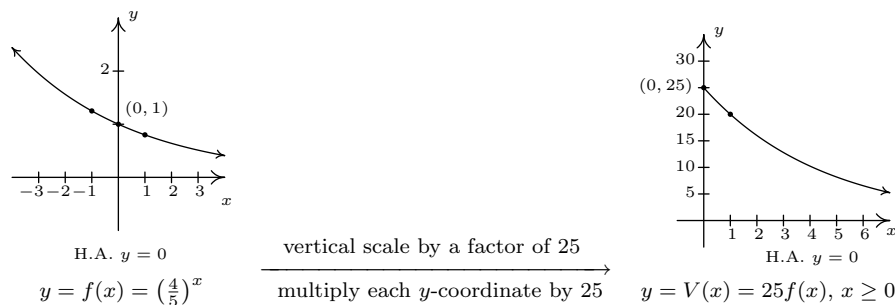 y
2
(0, 1)
−3 −2 −1 1 2 3
x
H.A. y = 0
y = f(x) = (4/5)^x
vertical scale by a factor of 25
multiply each y-coordinate by 25
y
30
(0, 25)
20
15
10
5
1 2 3 4 5 6
x
H.A. y = 0
y = V(x) = 25f(x), x ≥ 0